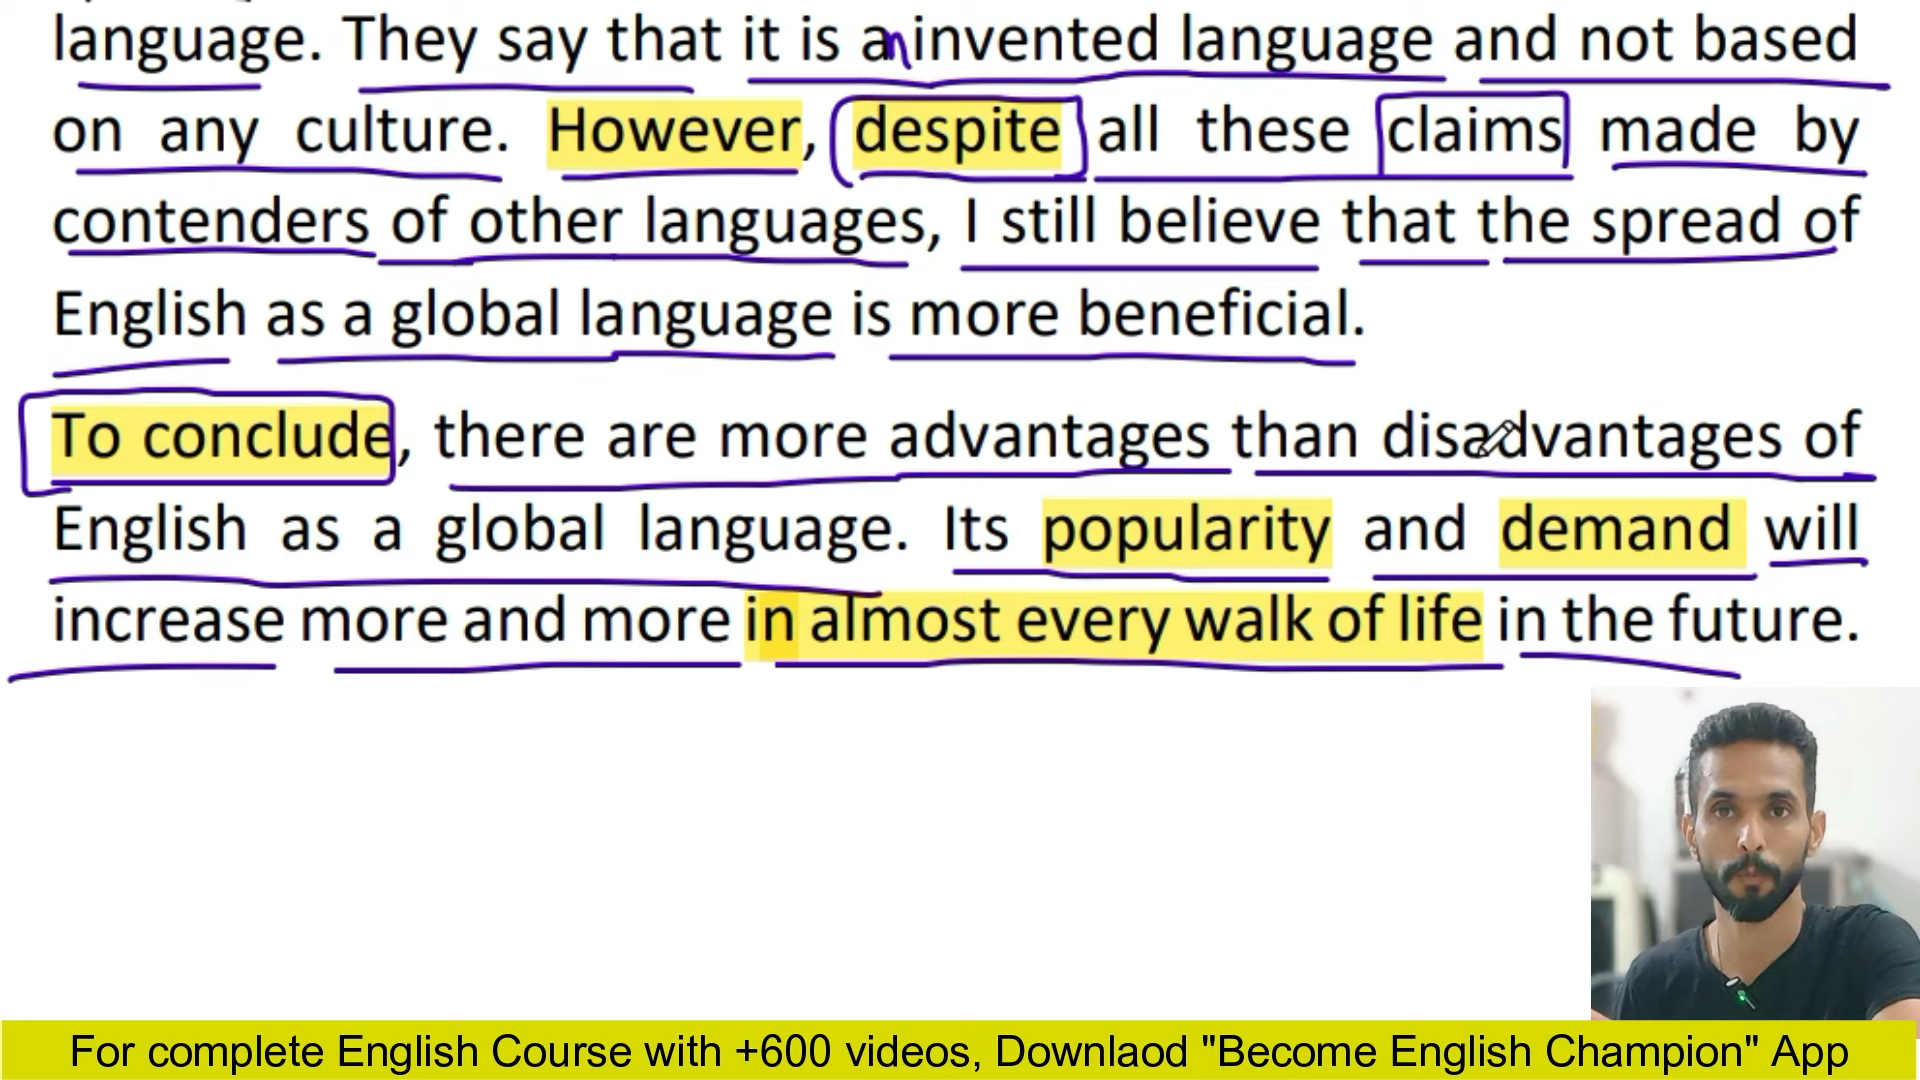 language. They say that it is an invented language and not based
on any culture. However, despite all these claims made by
contenders of other languages, I still believe that the spread of
English as a global language is more beneficial.
To conclude, there are more advantages than disadvantages of
English as a global language. Its popularity and demand will
increase more and more in almost every walk of life in the future.
For complete English Course with +600 videos, Downlaod "Become English Champion" App